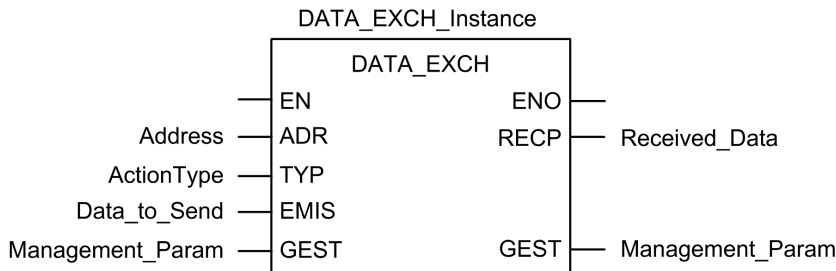 DATA_EXCH_Instance
DATA_EXCH
EN ENO
Address ADR RECP Received_Data
ActionType TYP
Data_to_Send EMIS
Management_Param GEST GEST Management_Param